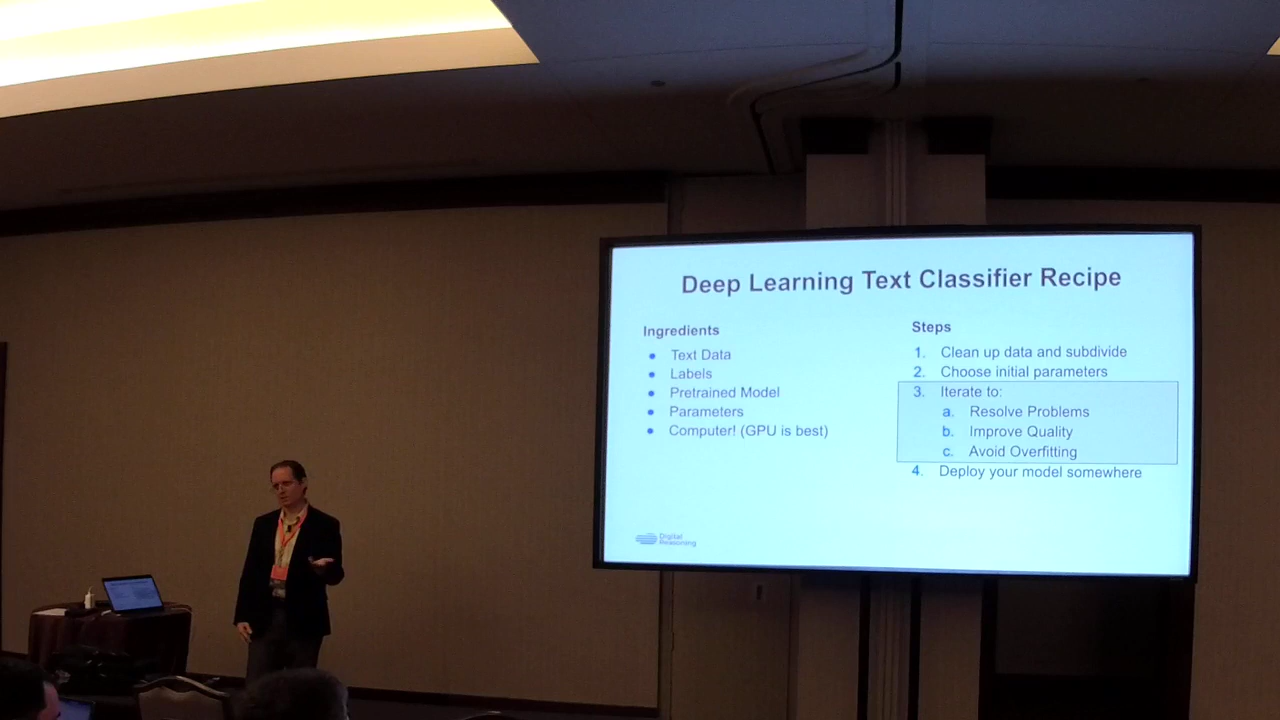 Deep Learning Text Classifier Recipe
Ingredients
● Text Data
● Labels
● Pretrained Model
● Parameters
● Computer! (GPU is best)
Steps
1. Clean up data and subdivide
2. Choose initial parameters
3. Iterate to:
a. Resolve Problems
b. Improve Quality
c. Avoid Overfitting
4. Deploy your model somewhere
Digital
Reasoning